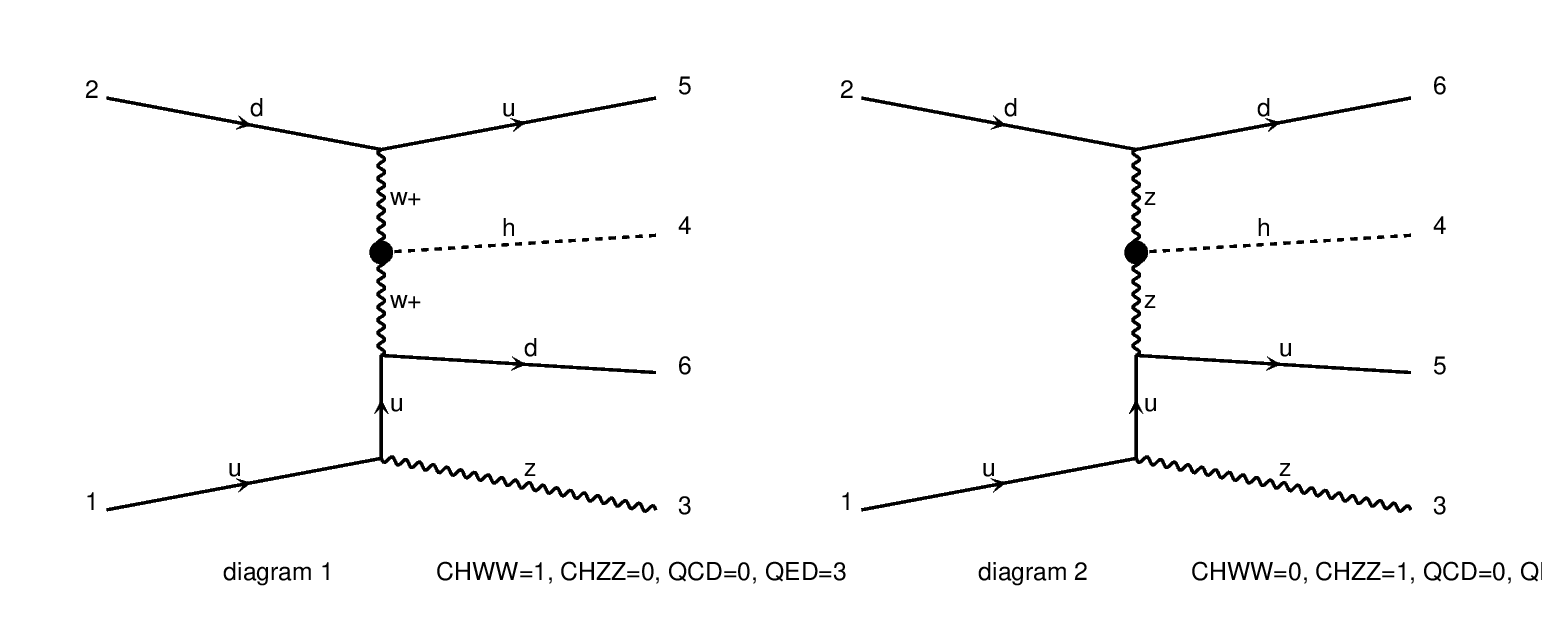 2
d
u
5
w+
h
4
w+
d
6
u
u
z
1
3
diagram 1
CHWW=1, CHZZ=0, QCD=0, QED=3
2
d
d
6
z
h
4
z
u
5
u
u
z
1
3
diagram 2
CHWW=0, CHZZ=1, QCD=0,